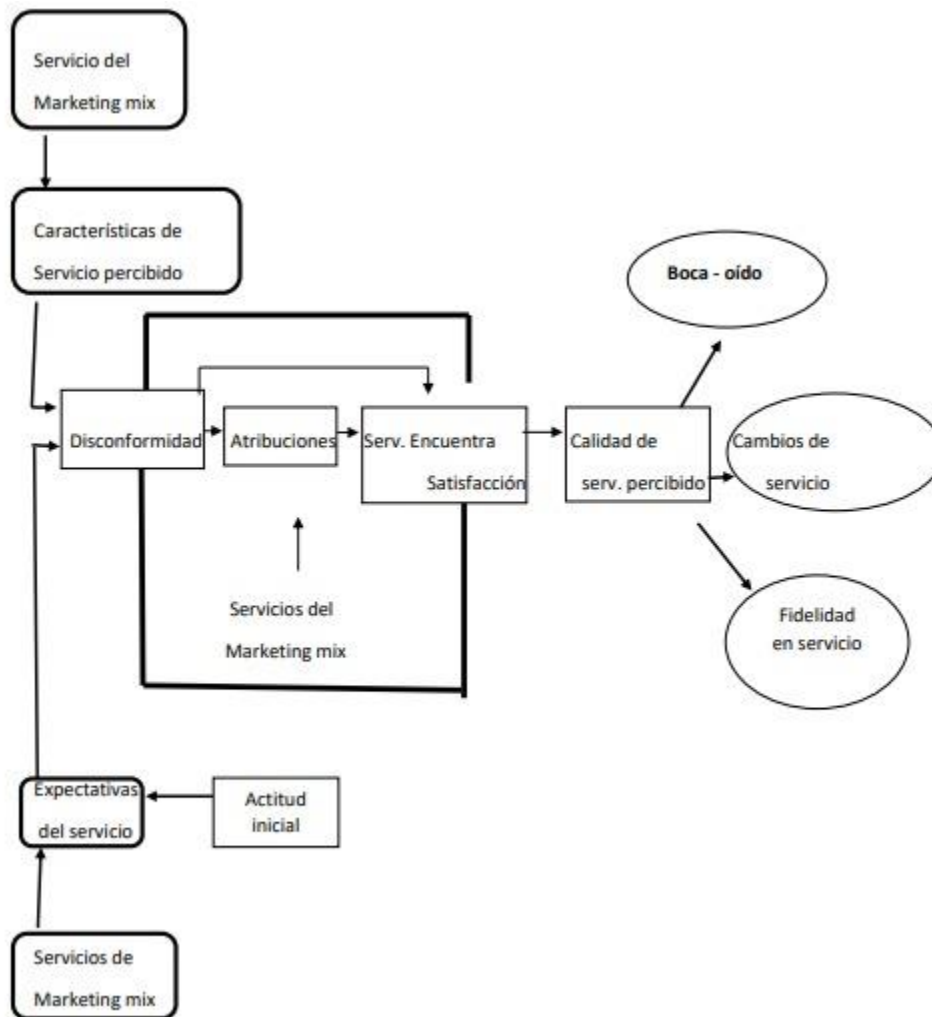 Servicio del
Marketing mix
Características de
Servicio percibido
Boca - oído
Disconformidad
Atribuciones
Serv. Encuentra
Satisfacción
Calidad de
serv. percibido
Cambios de
servicio
Servicios del
Marketing mix
Fidelidad
en servicio
Expectativas
del servicio
Actitud
inicial
Servicios de
Marketing mix